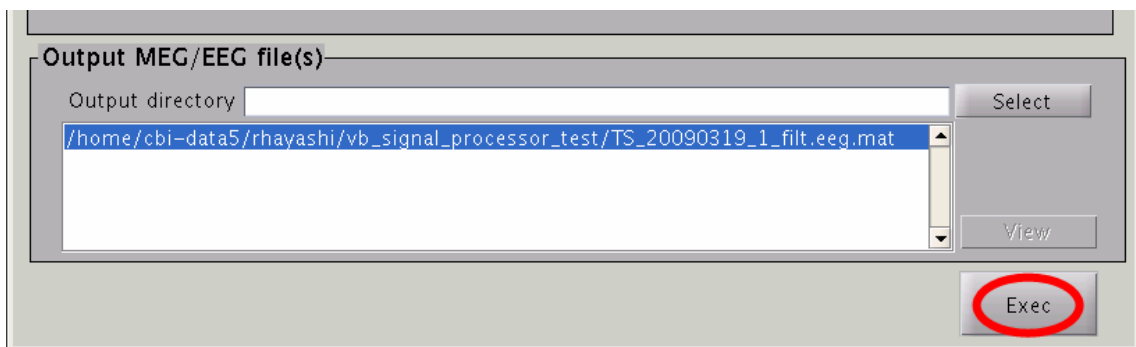 Output MEG/EEG file(s)
Output directory
Select
/home/cbi-data5/rhayashi/vb_signal_processor_test/TS_20090319_1_filt.eeg.mat
View
Exec